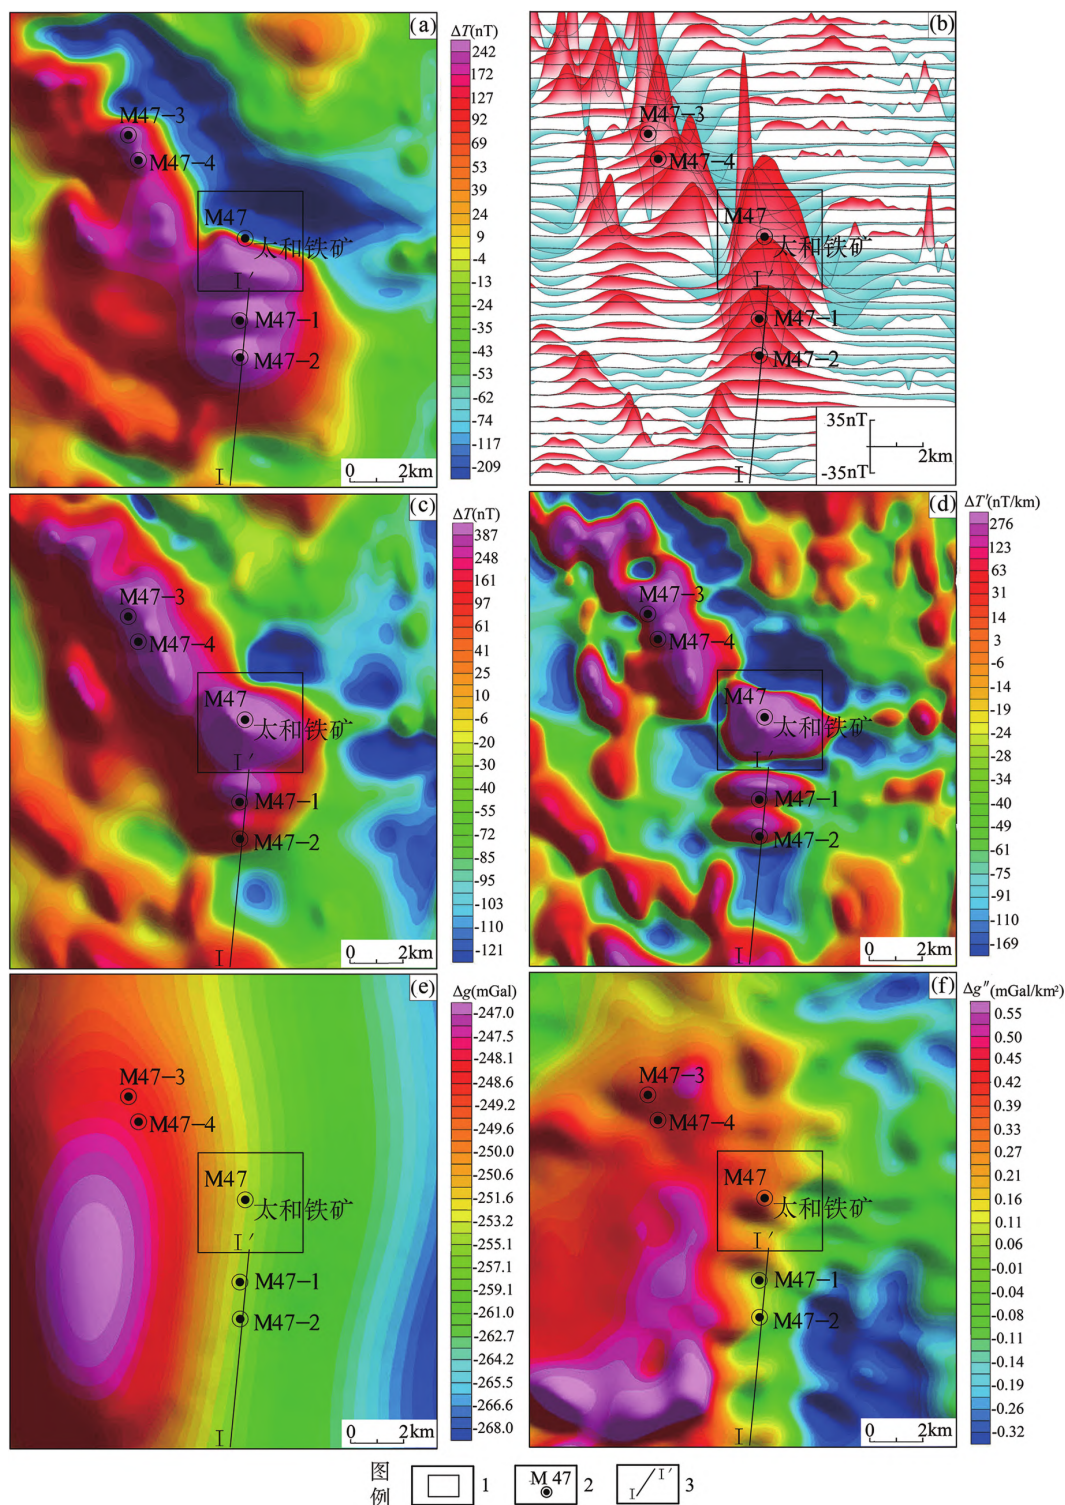 (a)
ΔT(nT)
242
172
127
92
69
53
39
24
9
-4
-17
-25
-35
-43
-53
-62
-74
-117
-209
M47-3
M47-4
M47
太和铁矿
I′
M47-1
M47-2
I
0 2km
(b)
M47-3
M47-4
M47
太和铁矿
I′
M47-1
M47-2
I
35nT
-35nT
2km
(c)
ΔT(nT)
387
248
161
97
61
41
25
10
-6
-20
-30
-42
-55
-72
-85
-95
-103
-110
-121
M47-3
M47-4
M47
太和铁矿
I′
M47-1
M47-2
I
0 2km
(d)
ΔT′(nT/km)
276
123
63
31
14
3
-6
-14
-19
-24
-28
-34
-40
-49
-61
-75
-91
-110
-169
M47-3
M47-4
M47
太和铁矿
I′
M47-1
M47-2
I
0 2km
(e)
Δg(mGal)
-247.0
-247.5
-248.1
-248.6
-249.2
-249.6
-250.0
-250.6
-251.6
-253.2
-255.1
-257.1
-259.1
-261.0
-262.7
-264.2
-265.5
-266.6
-268.0
M47-3
M47-4
M47
太和铁矿
I′
M47-1
M47-2
I
0 2km
(f)
Δg″(mGal/km²)
0.55
0.50
0.45
0.42
0.39
0.33
0.27
0.21
0.16
0.11
0.06
-0.01
-0.04
-0.08
-0.11
-0.14
-0.19
-0.26
-0.32
M47-3
M47-4
M47
太和铁矿
I′
M47-1
M47-2
I
0 2km
图例
1
M 47
2
I I′
3